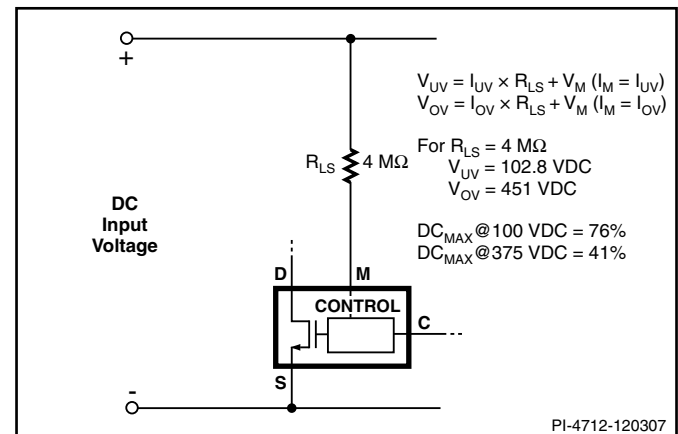 +
V_UV = I_UV × R_LS + V_M (I_M = I_UV)
V_OV = I_OV × R_LS + V_M (I_M = I_OV)
For R_LS = 4 MΩ
V_UV = 102.8 VDC
V_OV = 451 VDC
DC_MAX@100 VDC = 76%
DC_MAX@375 VDC = 41%
R_LS 4 MΩ
DC
Input
Voltage
D M
CONTROL
C
S
-
PI-4712-120307